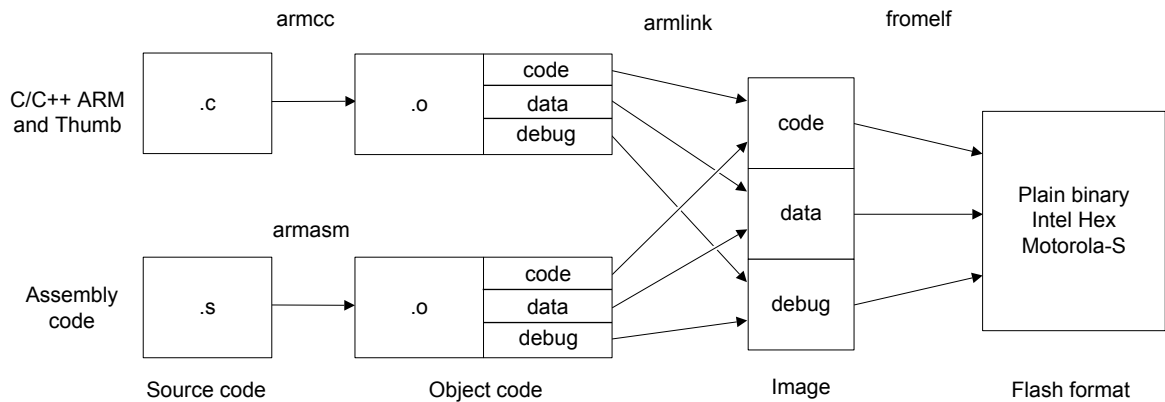 armcc
armlink
fromelf
C/C++ ARM
and Thumb
.c
.o
code
data
debug
armasm
Assembly
code
.s
.o
code
data
debug
code
data
debug
Plain binary
Intel Hex
Motorola-S
Source code
Object code
Image
Flash format